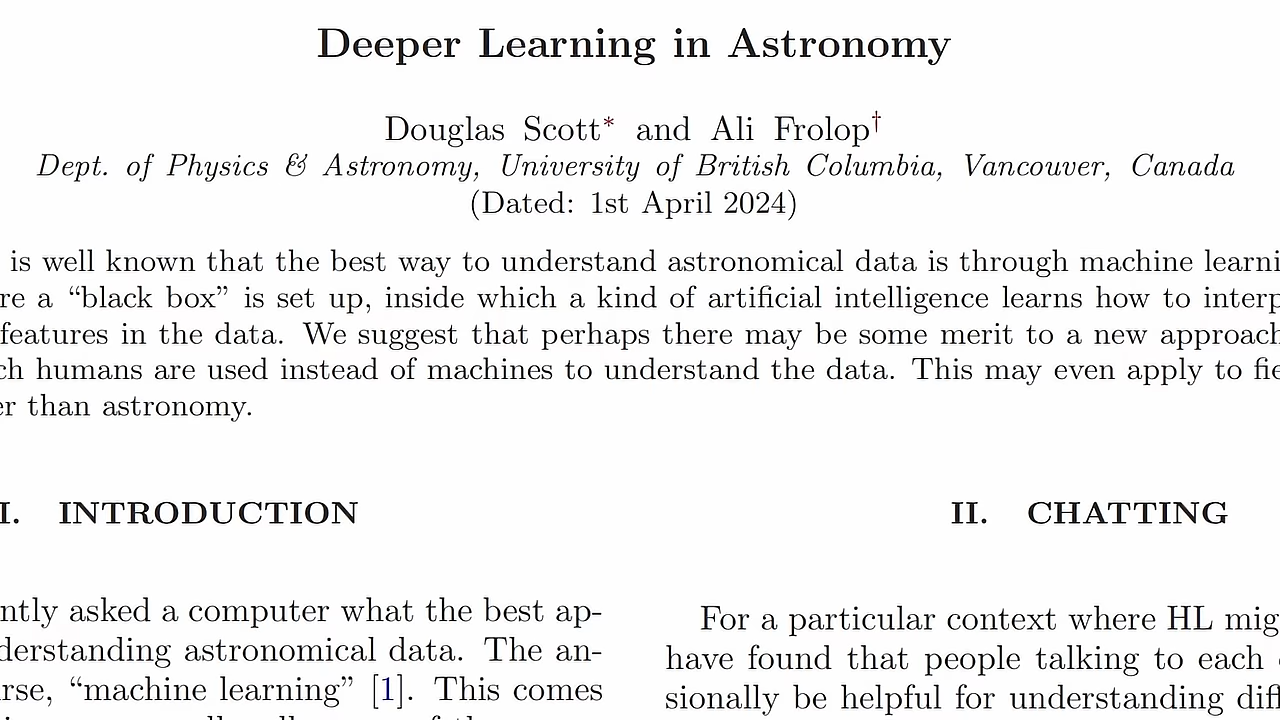 Deeper Learning in Astronomy
Douglas Scott* and Ali Frolop†
Dept. of Physics & Astronomy, University of British Columbia, Vancouver, Canada
(Dated: 1st April 2024)
is well known that the best way to understand astronomical data is through machine learni
re a “black box” is set up, inside which a kind of artificial intelligence learns how to interp
features in the data. We suggest that perhaps there may be some merit to a new approach
ch humans are used instead of machines to understand the data. This may even apply to fie
er than astronomy.
I. INTRODUCTION
ntly asked a computer what the best ap-
derstanding astronomical data. The an-
rse, “machine learning” [1]. This comes
II. CHATTING
For a particular context where HL mig
have found that people talking to each
sionally be helpful for understanding diff